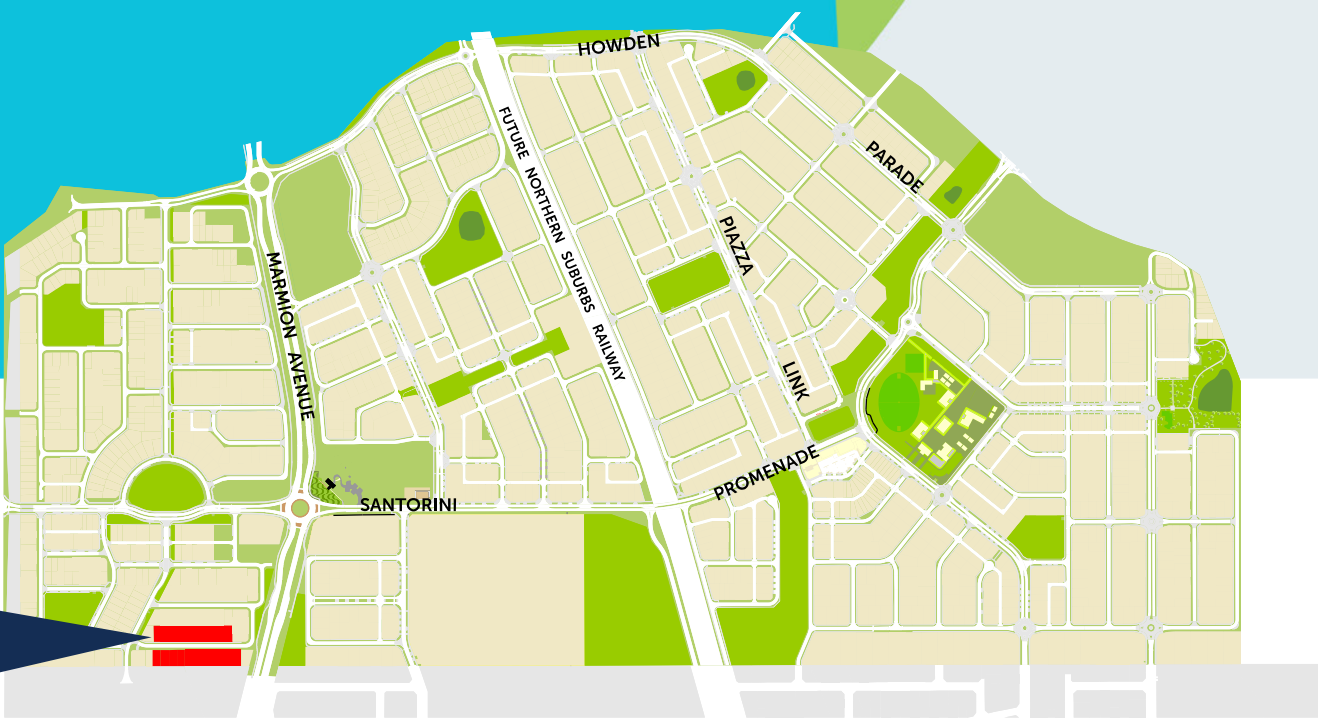 HOWDEN
PARADE
FUTURE NORTHERN SUBURBS RAILWAY
PIAZZA
LINK
MARMION AVENUE
PROMENADE
SANTORINI